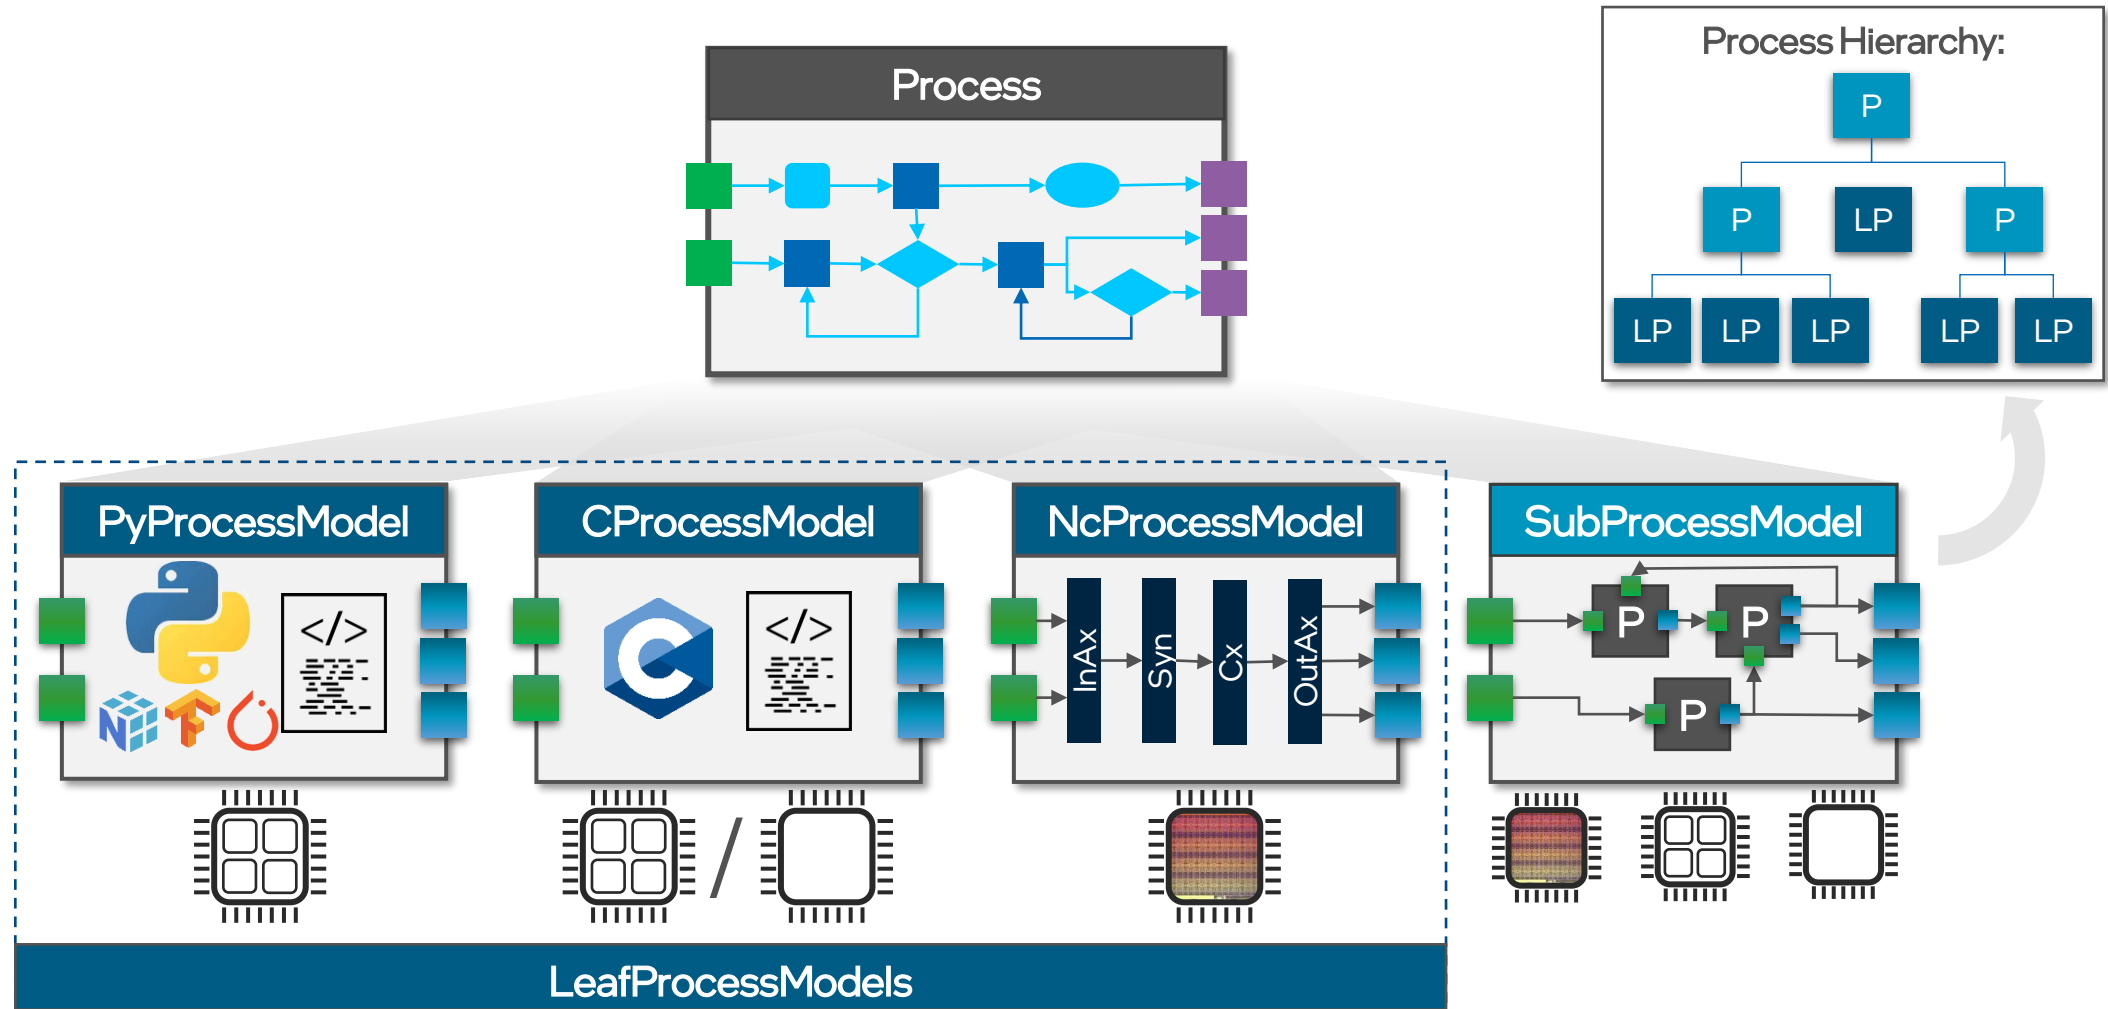 Process Hierarchy:
P
P LP P
LP LP LP LP LP
Process
PyProcessModel
</>
CProcessModel
C
</>
NcProcessModel
InAx
Syn
Cx
OutAx
SubProcessModel
P P
P
/
LeafProcessModels